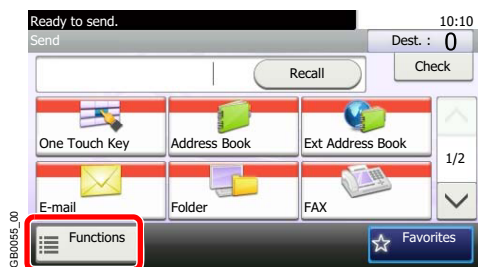 Ready to send.
10:10
Send
Dest. : 0
Recall
Check
One Touch Key
Address Book
Ext Address Book
1/2
E-mail
Folder
FAX
Functions
Favorites
GB0055_00